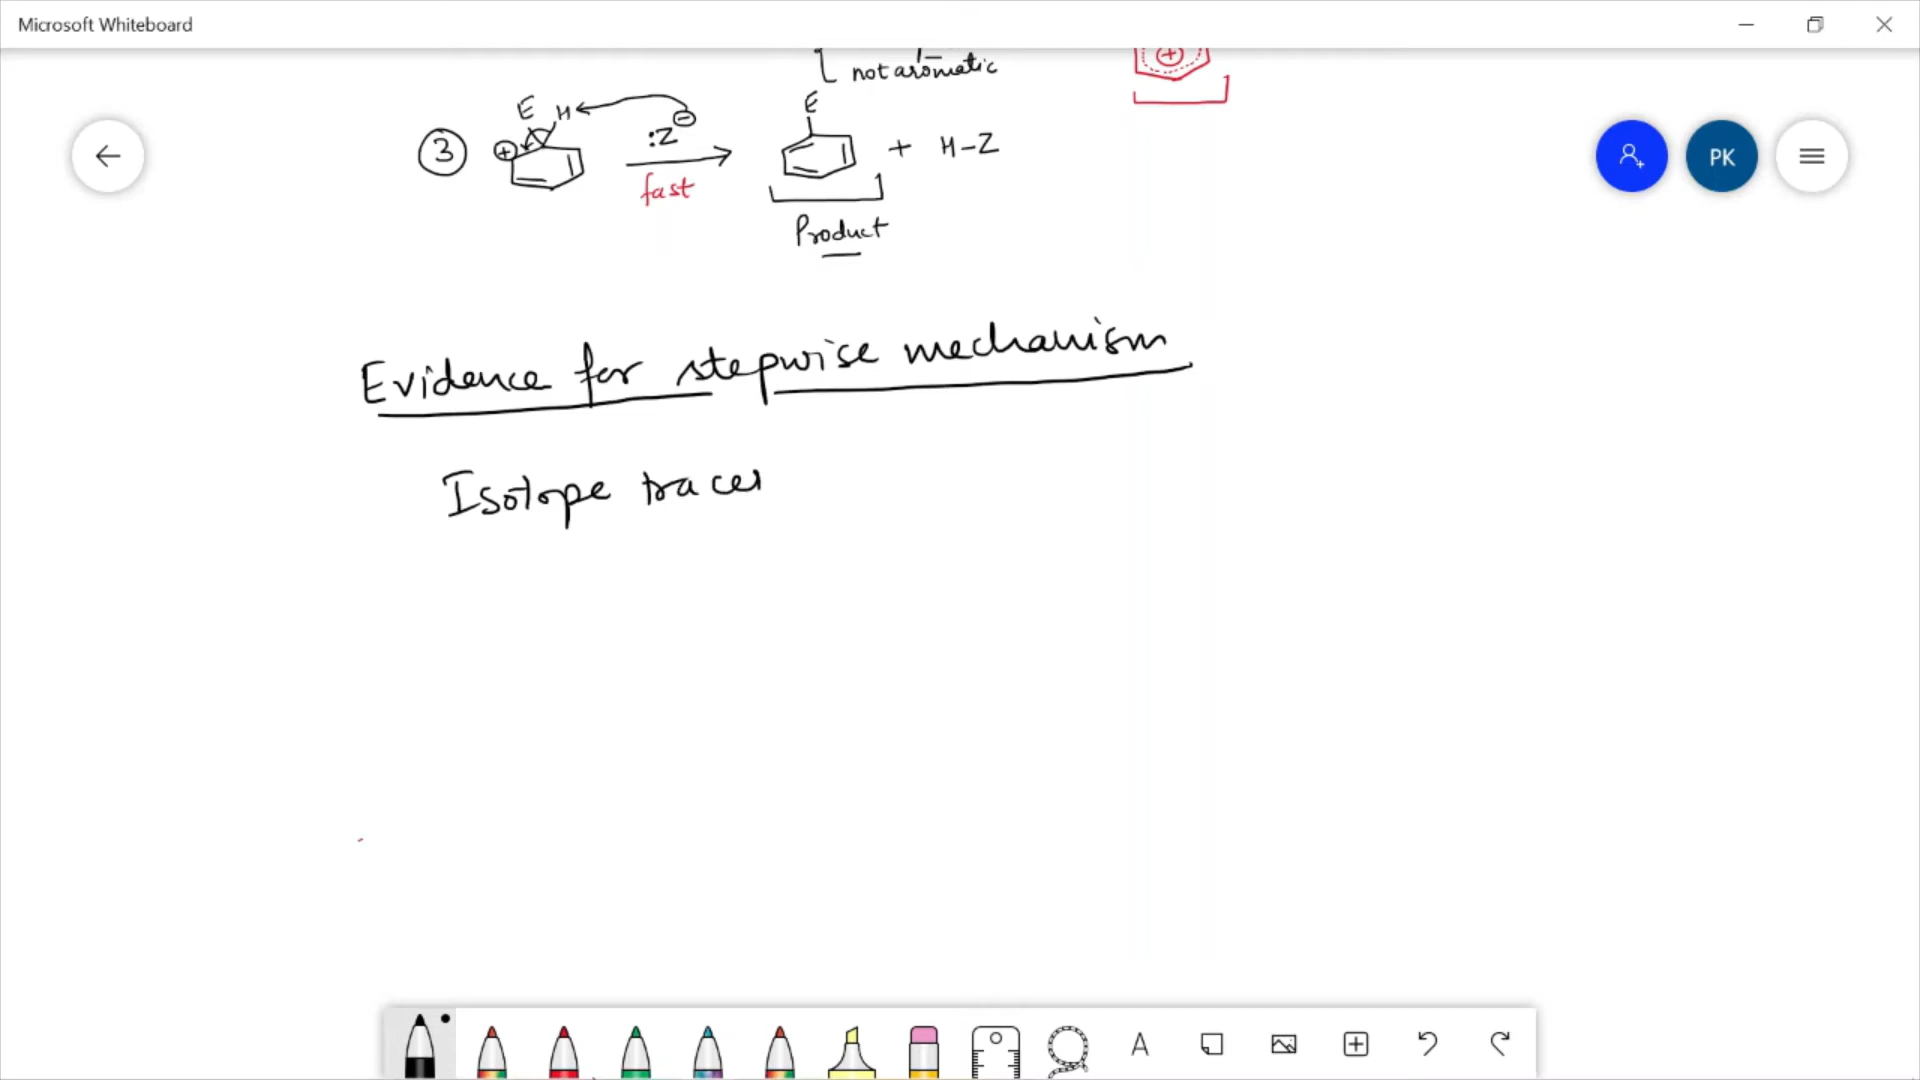 Microsoft Whiteboard
not aromatic
E
E H
③ ⊕ :Z ⊖ + H-Z
fast
Product
PK
Evidence for stepwise mechanism
Isotope tracer
A